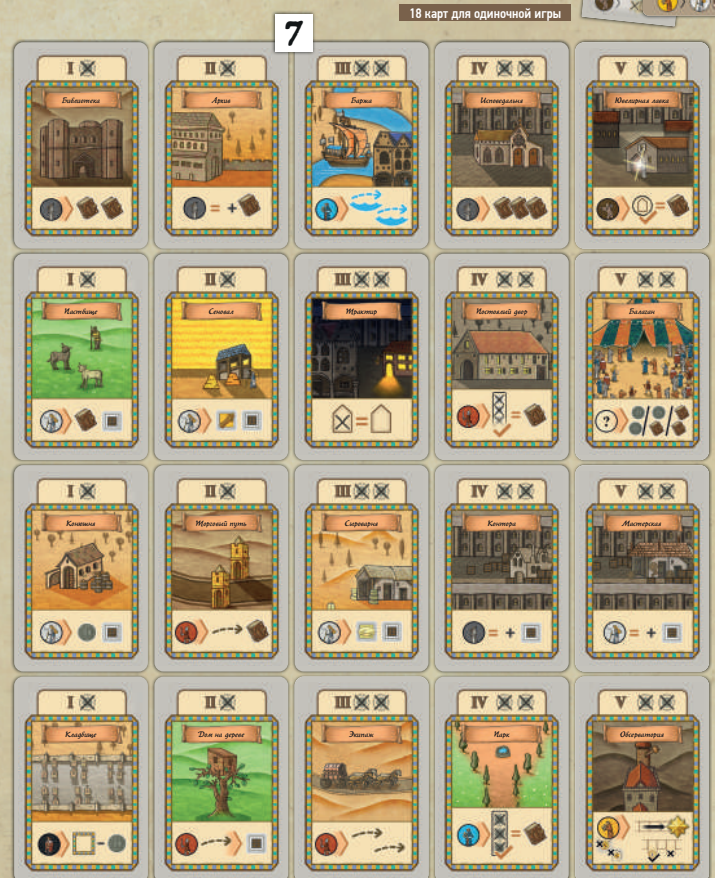 18 карт для одиночной игры
7
I II III IV V
Библиотека Архив Баржа Исповедальня Ювелирная лавка
+
I II III IV V
Пастбище Сеновал Трактир Постоялый двор Балаган
= = ?
I II III IV V
Конюшня Торговый путь Сыроварня Контора Мастерская
= + = +
I II III IV V
Кладбище Дом на дереве Экипаж Парк Обсерватория